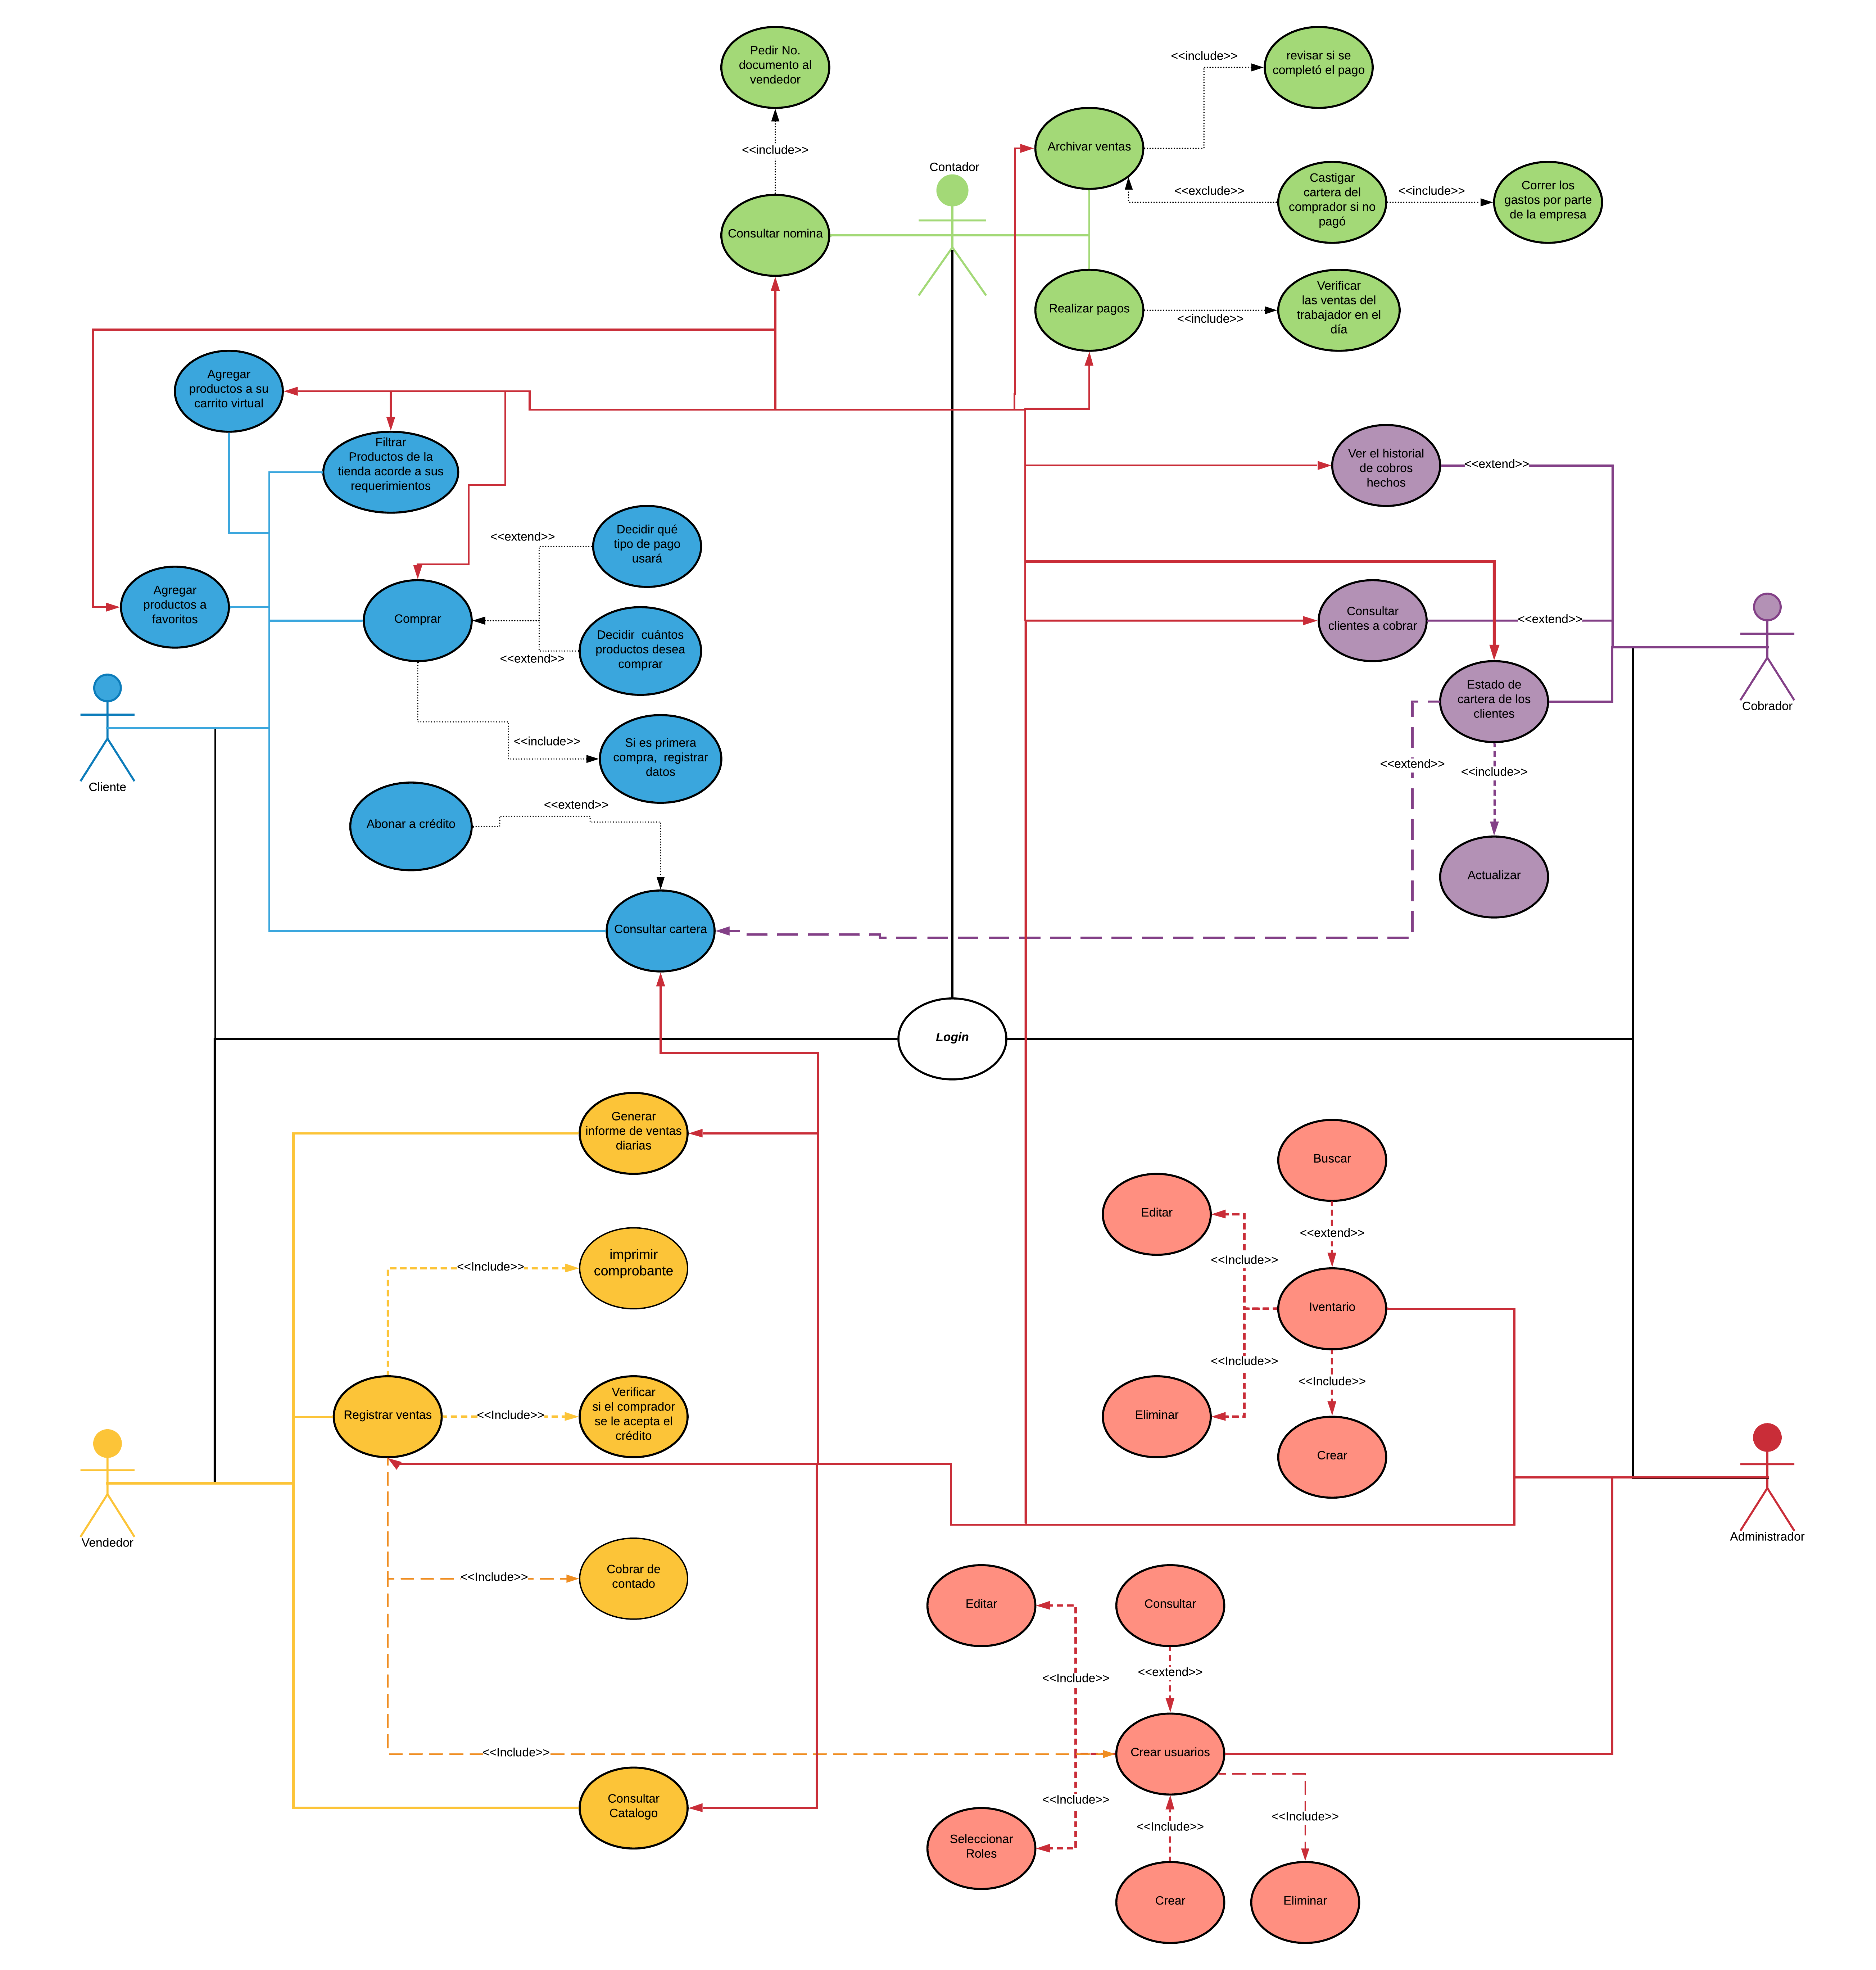 Pedir No.
documento al
vendedor
<<include>>
Consultar nomina
Contador
<<include>>
revisar si se
completó el pago
Archivar ventas
<<exclude>>
Castigar
cartera del
comprador si no
pagó
<<include>>
Correr los
gastos por parte
de la empresa
Realizar pagos
<<include>>
Verificar
las ventas del
trabajador en el
día
Agregar
productos a su
carrito virtual
Filtrar
Productos de la
tienda acorde a sus
requerimientos
<<extend>>
Decidir qué
tipo de pago
usará
Agregar
productos a
favoritos
Comprar
<<extend>>
Decidir cuántos
productos desea
comprar
<<include>>
Si es primera
compra, registrar
datos
Cliente
Abonar a crédito
<<extend>>
Consultar cartera
Ver el historial
de cobros
hechos
<<extend>>
Consultar
clientes a cobrar
<<extend>>
Estado de
cartera de los
clientes
Cobrador
<<extend>>
<<include>>
Actualizar
Login
Generar
informe de ventas
diarias
<<Include>>
imprimir
comprobante
Registrar ventas
<<Include>>
Verificar
si el comprador
se le acepta el
crédito
Vendedor
<<Include>>
Cobrar de
contado
<<Include>>
Consultar
Catalogo
Buscar
Editar
<<extend>>
<<Include>>
Iventario
<<Include>>
<<Include>>
Eliminar
Crear
Administrador
Editar
Consultar
<<Include>>
<<extend>>
Crear usuarios
<<Include>>
<<Include>>
<<Include>>
Seleccionar
Roles
Crear
Eliminar